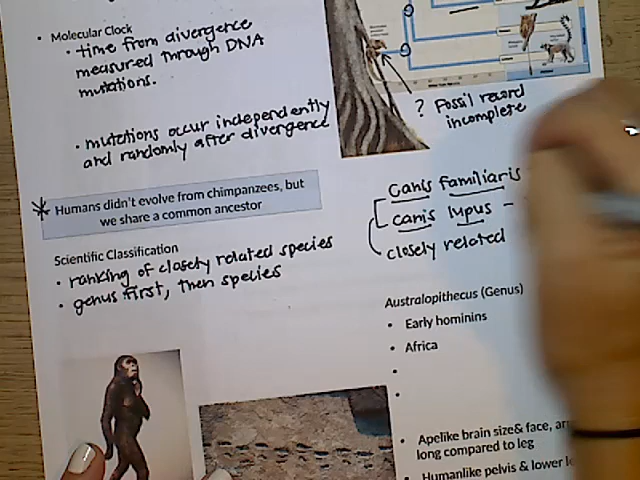 • Molecular Clock
• time from divergence
measured through DNA
mutations.
• mutations occur independently
and randomly after divergence
? Fossil record
incomplete
Humans didn't evolve from chimpanzees, but
we share a common ancestor
Canis familiaris
canis lupus -
closely related
Scientific Classification
• ranking of closely related species
• genus first, then species
Australopithecus (Genus)
• Early hominins
• Africa
•
•
• Apelike brain size& face,
long compared to leg
• Humanlike pelvis & lower